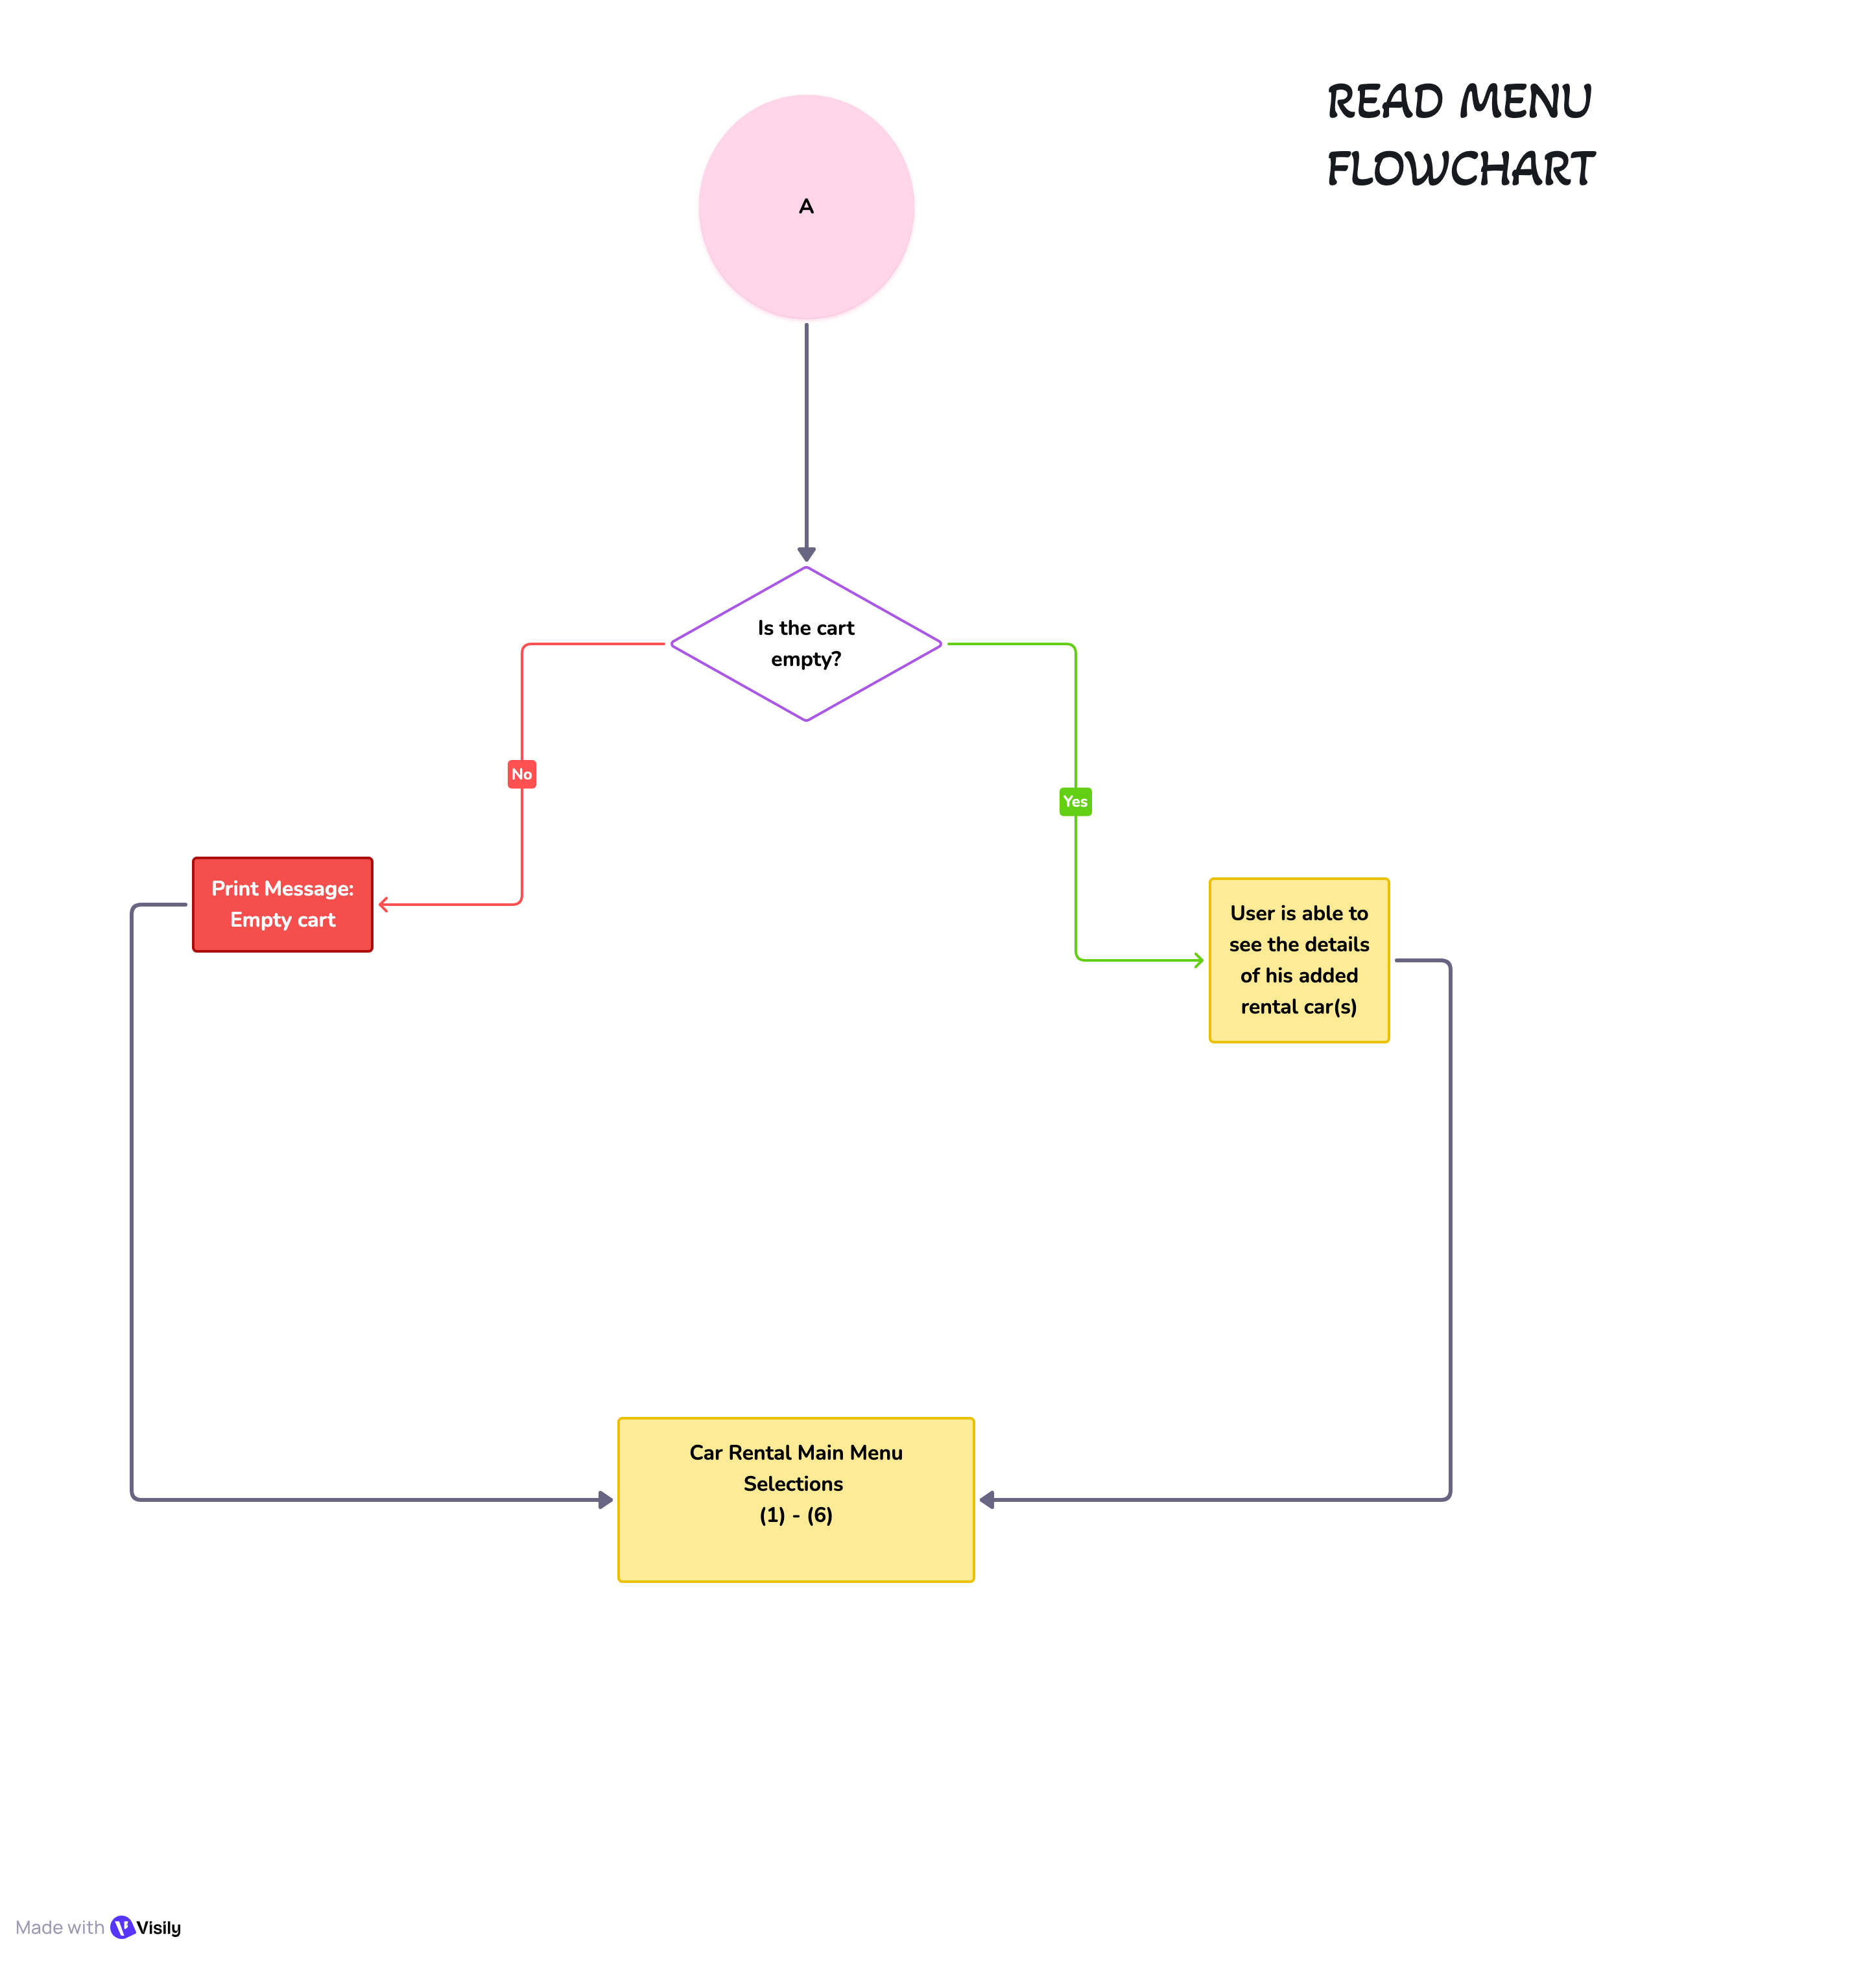 READ MENU
FLOWCHART
A
Is the cart
empty?
No
Yes
Print Message:
Empty cart
User is able to
see the details
of his added
rental car(s)
Car Rental Main Menu
Selections
(1) - (6)
Made with Visily